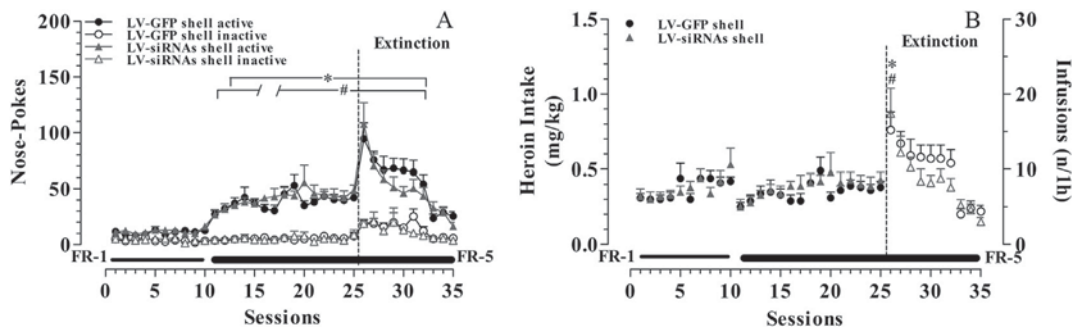 A
LV-GFP shell active
LV-GFP shell inactive
LV-siRNAs shell active
LV-siRNAs shell inactive
Extinction
*
#
Nose-Pokes
200
150
100
50
0
FR-1
FR-5
0 5 10 15 20 25 30 35
Sessions
B
LV-GFP shell
LV-siRNAs shell
Extinction
*
#
Heroin Intake
(mg/kg)
1.5
1.0
0.5
0.0
30
20
10
0
Infusions (n/1h)
FR-1
FR-5
0 5 10 15 20 25 30 35
Sessions